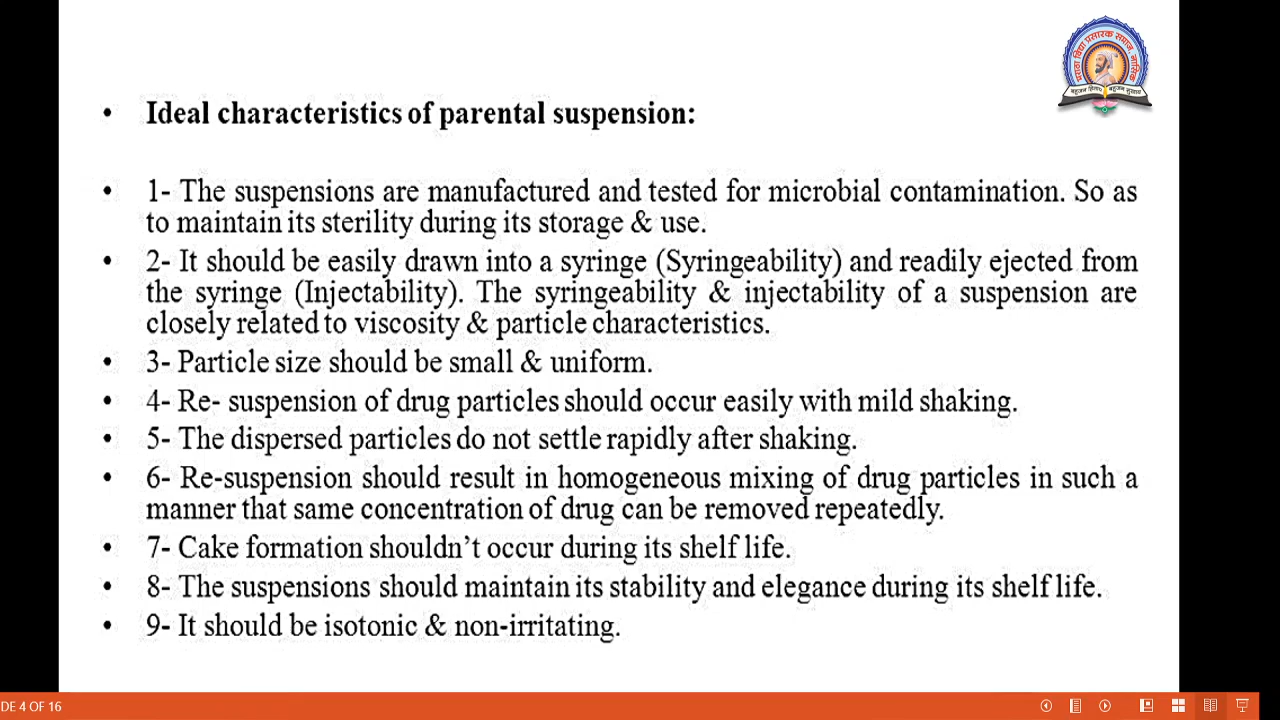 मराठा विद्या प्रसारक समाज, नाशिक
• Ideal characteristics of parental suspension:
• 1- The suspensions are manufactured and tested for microbial contamination. So as
to maintain its sterility during its storage & use.
• 2- It should be easily drawn into a syringe (Syringeability) and readily ejected from
the syringe (Injectability). The syringeability & injectability of a suspension are
closely related to viscosity & particle characteristics.
• 3- Particle size should be small & uniform.
• 4- Re- suspension of drug particles should occur easily with mild shaking.
• 5- The dispersed particles do not settle rapidly after shaking.
• 6- Re-suspension should result in homogeneous mixing of drug particles in such a
manner that same concentration of drug can be removed repeatedly.
• 7- Cake formation shouldn’t occur during its shelf life.
• 8- The suspensions should maintain its stability and elegance during its shelf life.
• 9- It should be isotonic & non-irritating.
DE 4 OF 16